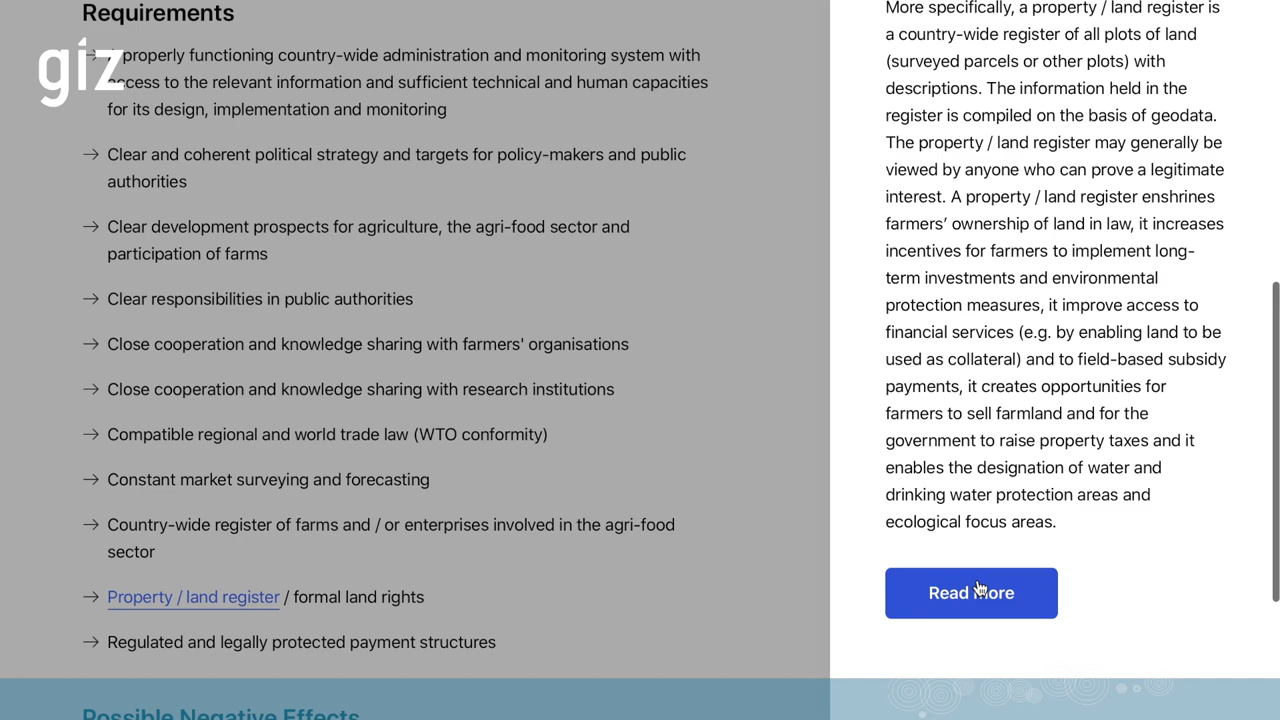 Requirements
giz
A properly functioning country-wide administration and monitoring system with
access to the relevant information and sufficient technical and human capacities
for its design, implementation and monitoring
Clear and coherent political strategy and targets for policy-makers and public
authorities
Clear development prospects for agriculture, the agri-food sector and
participation of farms
Clear responsibilities in public authorities
Close cooperation and knowledge sharing with farmers' organisations
Close cooperation and knowledge sharing with research institutions
Compatible regional and world trade law (WTO conformity)
Constant market surveying and forecasting
Country-wide register of farms and / or enterprises involved in the agri-food
sector
Property / land register / formal land rights
Regulated and legally protected payment structures
Possible Negative Effects
More specifically, a property / land register is
a country-wide register of all plots of land
(surveyed parcels or other plots) with
descriptions. The information held in the
register is compiled on the basis of geodata.
The property / land register may generally be
viewed by anyone who can prove a legitimate
interest. A property / land register enshrines
farmers’ ownership of land in law, it increases
incentives for farmers to implement long-
term investments and environmental
protection measures, it improve access to
financial services (e.g. by enabling land to be
used as collateral) and to field-based subsidy
payments, it creates opportunities for
farmers to sell farmland and for the
government to raise property taxes and it
enables the designation of water and
drinking water protection areas and
ecological focus areas.
Read More